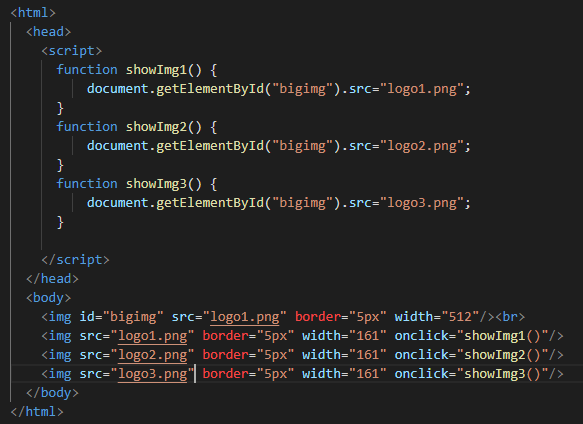 <html>
<head>
<script>
function showImg1() {
document.getElementById("bigimg").src="logo1.png";
}
function showImg2() {
document.getElementById("bigimg").src="logo2.png";
}
function showImg3() {
document.getElementById("bigimg").src="logo3.png";
}
</script>
</head>
<body>
<img id="bigimg" src="logo1.png" border="5px" width="512"/><br>
<img src="logo1.png" border="5px" width="161" onclick="showImg1()"/>
<img src="logo2.png" border="5px" width="161" onclick="showImg2()"/>
<img src="logo3.png" border="5px" width="161" onclick="showImg3()"/>
</body>
</html>